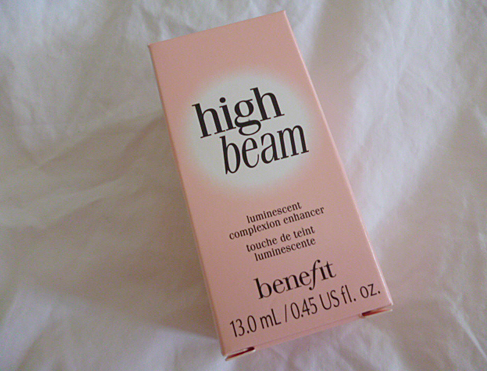 high
beam
luminescent
complexion enhancer
touche de teint
luminescente
benefit
13.0 mL / 0.45 US fl. oz.